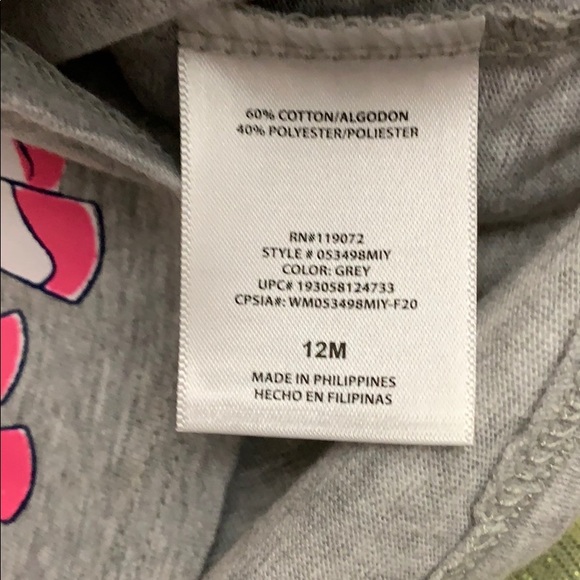 60% COTTON/ALGODON
40% POLYESTER/POLIESTER
RN#119072
STYLE # 053498MIY
COLOR: GREY
UPC# 193058124733
CPSIA#: WM053498MIY-F20
12M
MADE IN PHILIPPINES
HECHO EN FILIPINAS